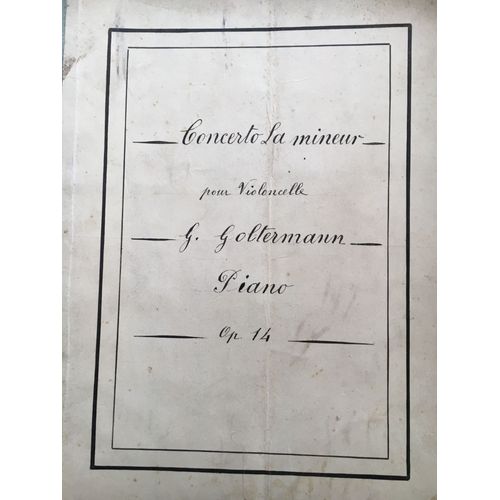 Concerto La mineur
pour Violoncelle
G. Goltermann
Piano
Op. 14